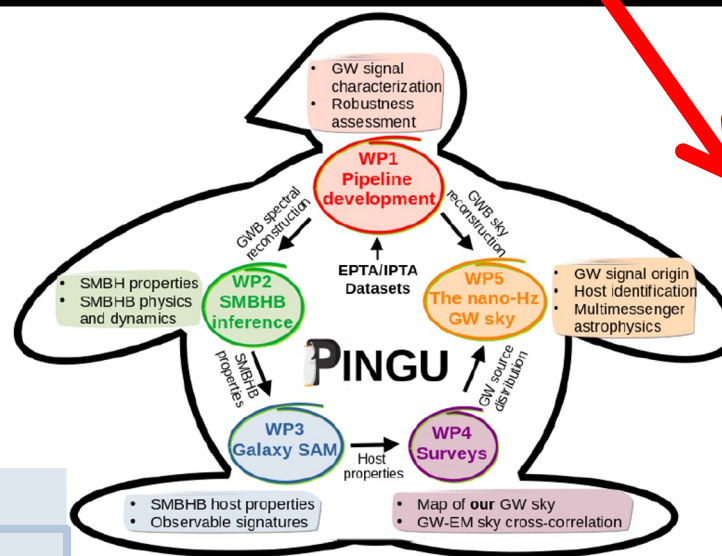 • GW signal
characterization
• Robustness
assessment
WP1
Pipeline
development
GWB spectral
reconstruction
GWB sky
reconstruction
EPTA/IPTA
Datasets
• SMBH properties
• SMBHB physics
and dynamics
WP2
SMBHB
inference
WP5
The nano-Hz
GW sky
• GW signal origin
• Host identification
• Multimessenger
astrophysics
SMBHB
properties
PINGU
GW source
distribution
WP3
Galaxy SAM
Host
properties
WP4
Surveys
• SMBHB host properties
• Observable signatures
• Map of our GW sky
• GW-EM sky cross-correlation